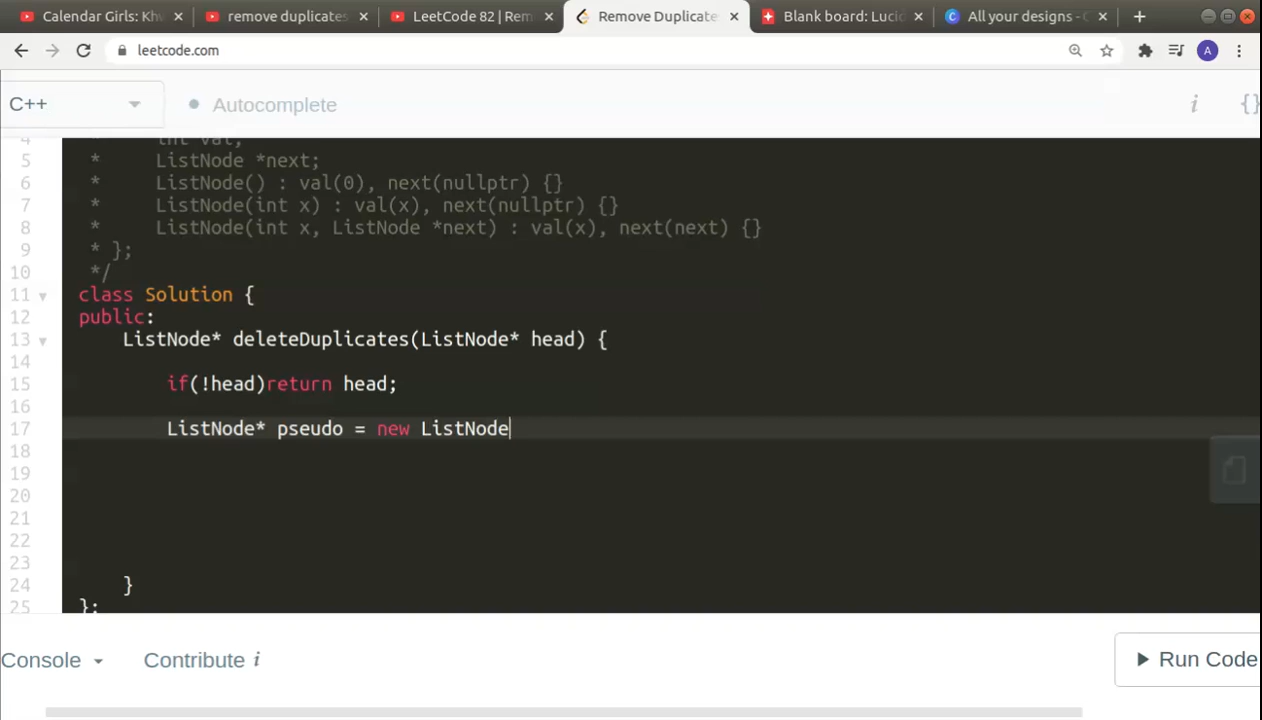 Calendar Girls: Kh
remove duplicates
LeetCode 82 | Rem
Remove Duplicate
Blank board: Lucid
All your designs - C
leetcode.com
A
C++
Autocomplete
i
{}
4 int val;
5 * ListNode *next;
6 * ListNode() : val(0), next(nullptr) {}
7 * ListNode(int x) : val(x), next(nullptr) {}
8 * ListNode(int x, ListNode *next) : val(x), next(next) {}
9 * };
10 */
11 class Solution {
12 public:
13 ListNode* deleteDuplicates(ListNode* head) {
14
15 if(!head)return head;
16
17 ListNode* pseudo = new ListNode
18
19
20
21
22
23
24 }
25 };
Console
Contribute i
Run Code